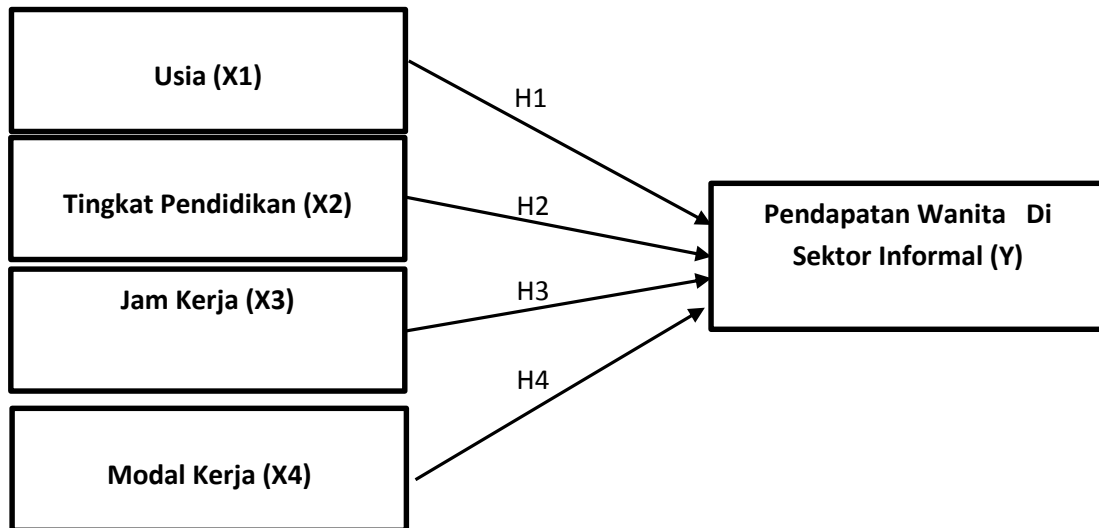 Usia (X1)
H1
Tingkat Pendidikan (X2)
H2
Pendapatan Wanita Di
Sektor Informal (Y)
Jam Kerja (X3)
H3
H4
Modal Kerja (X4)